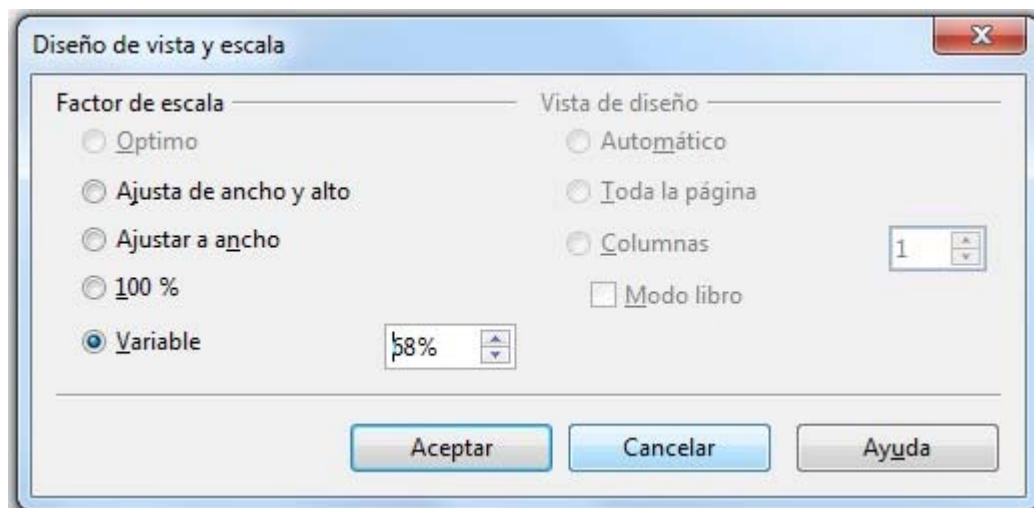 Diseño de vista y escala
Factor de escala
Optimo
Ajusta de ancho y alto
Ajustar a ancho
100 %
Variable
58%
Vista de diseño
Automático
Toda la página
Columnas
1
Modo libro
Aceptar
Cancelar
Ayuda